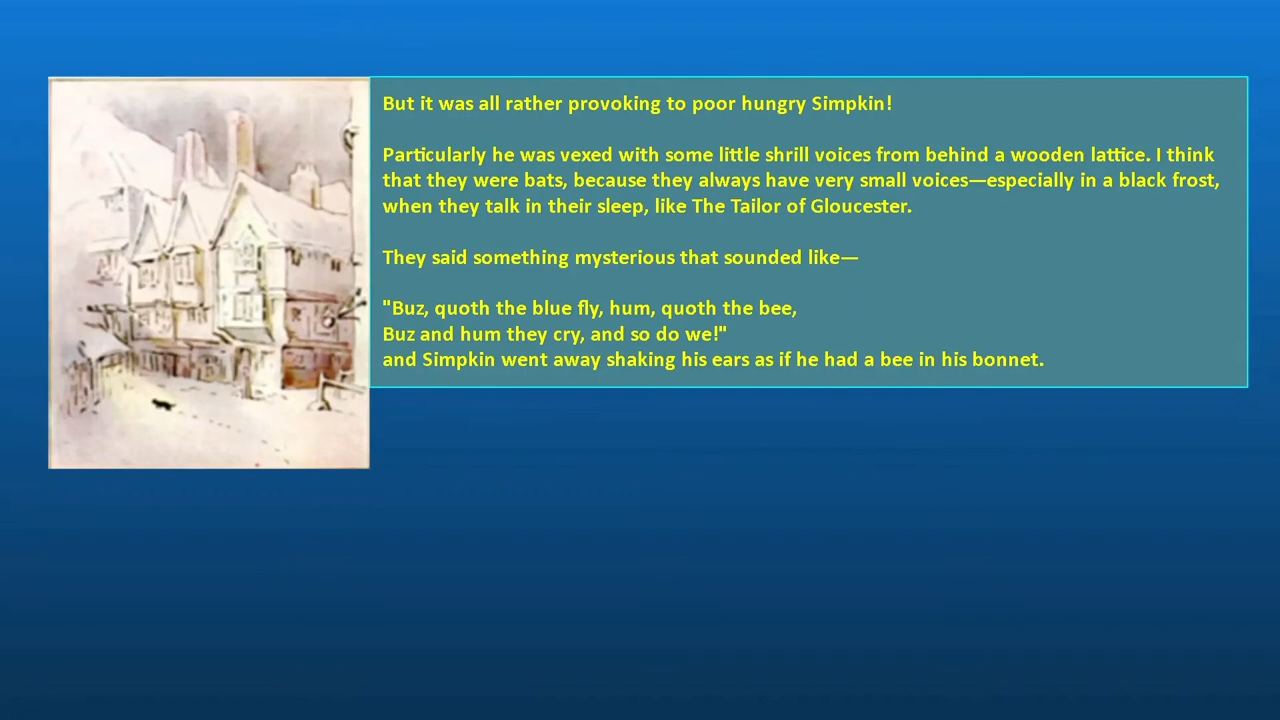 But it was all rather provoking to poor hungry Simpkin!
Particularly he was vexed with some little shrill voices from behind a wooden lattice. I think
that they were bats, because they always have very small voices—especially in a black frost,
when they talk in their sleep, like The Tailor of Gloucester.
They said something mysterious that sounded like—
"Buz, quoth the blue fly, hum, quoth the bee,
Buz and hum they cry, and so do we!"
and Simpkin went away shaking his ears as if he had a bee in his bonnet.